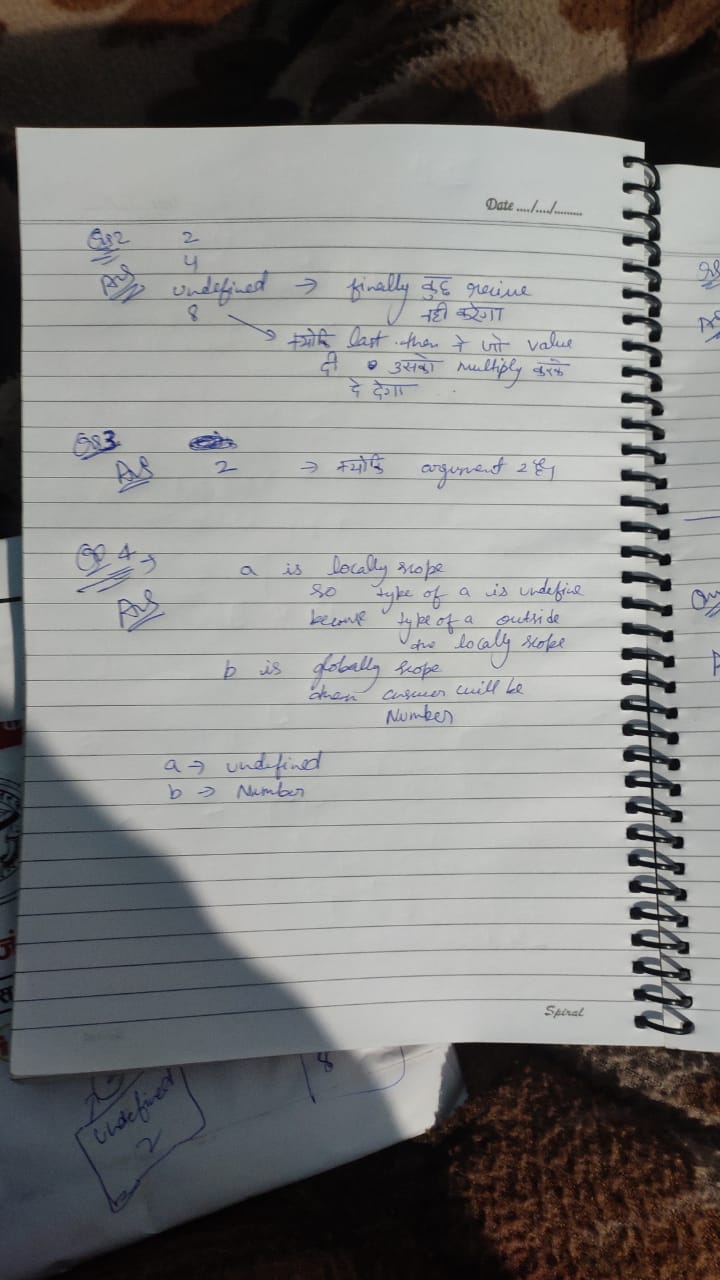 Date ..../..../.........
Qs2 2
4
Ans undefined → finally कुछ receive
नही करेगा
8 → क्योकि last .then ने जो value
दी उसको multiply करके
दे देगा
Qs3
Ans 2 → क्योकि argument 2 है।
Qs 4 →
a is locally scope
Ans so type of a is undefine
because type of a outside
the locally scope
b is globally scope
then answer will be
Number
a → undefined
b → Number
Spiral
8
undefined
2